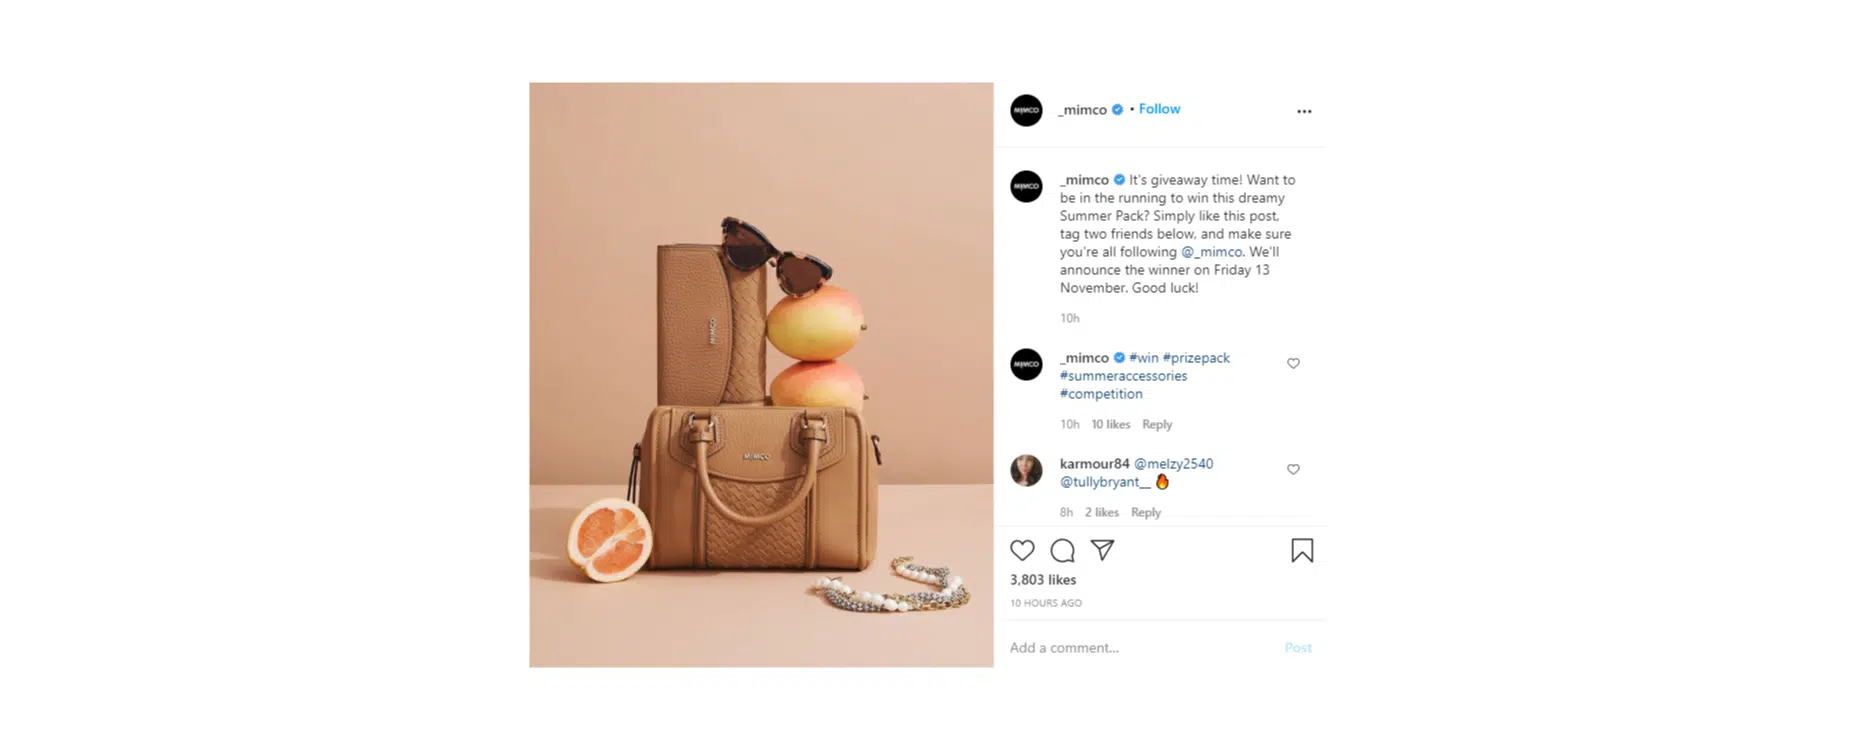 MIMCO
MIMCO
MIMCO
_mimco • Follow
MIMCO
_mimco It's giveaway time! Want to
be in the running to win this dreamy
Summer Pack? Simply like this post,
tag two friends below, and make sure
you're all following @_mimco. We'll
announce the winner on Friday 13
November. Good luck!
10h
MIMCO
_mimco #win #prizepack
#summeraccessories
#competition
10h 10 likes Reply
karmour84 @melzy2540
@tullybryant__ 🔥
8h 2 likes Reply
3,803 likes
10 HOURS AGO
Add a comment... Post